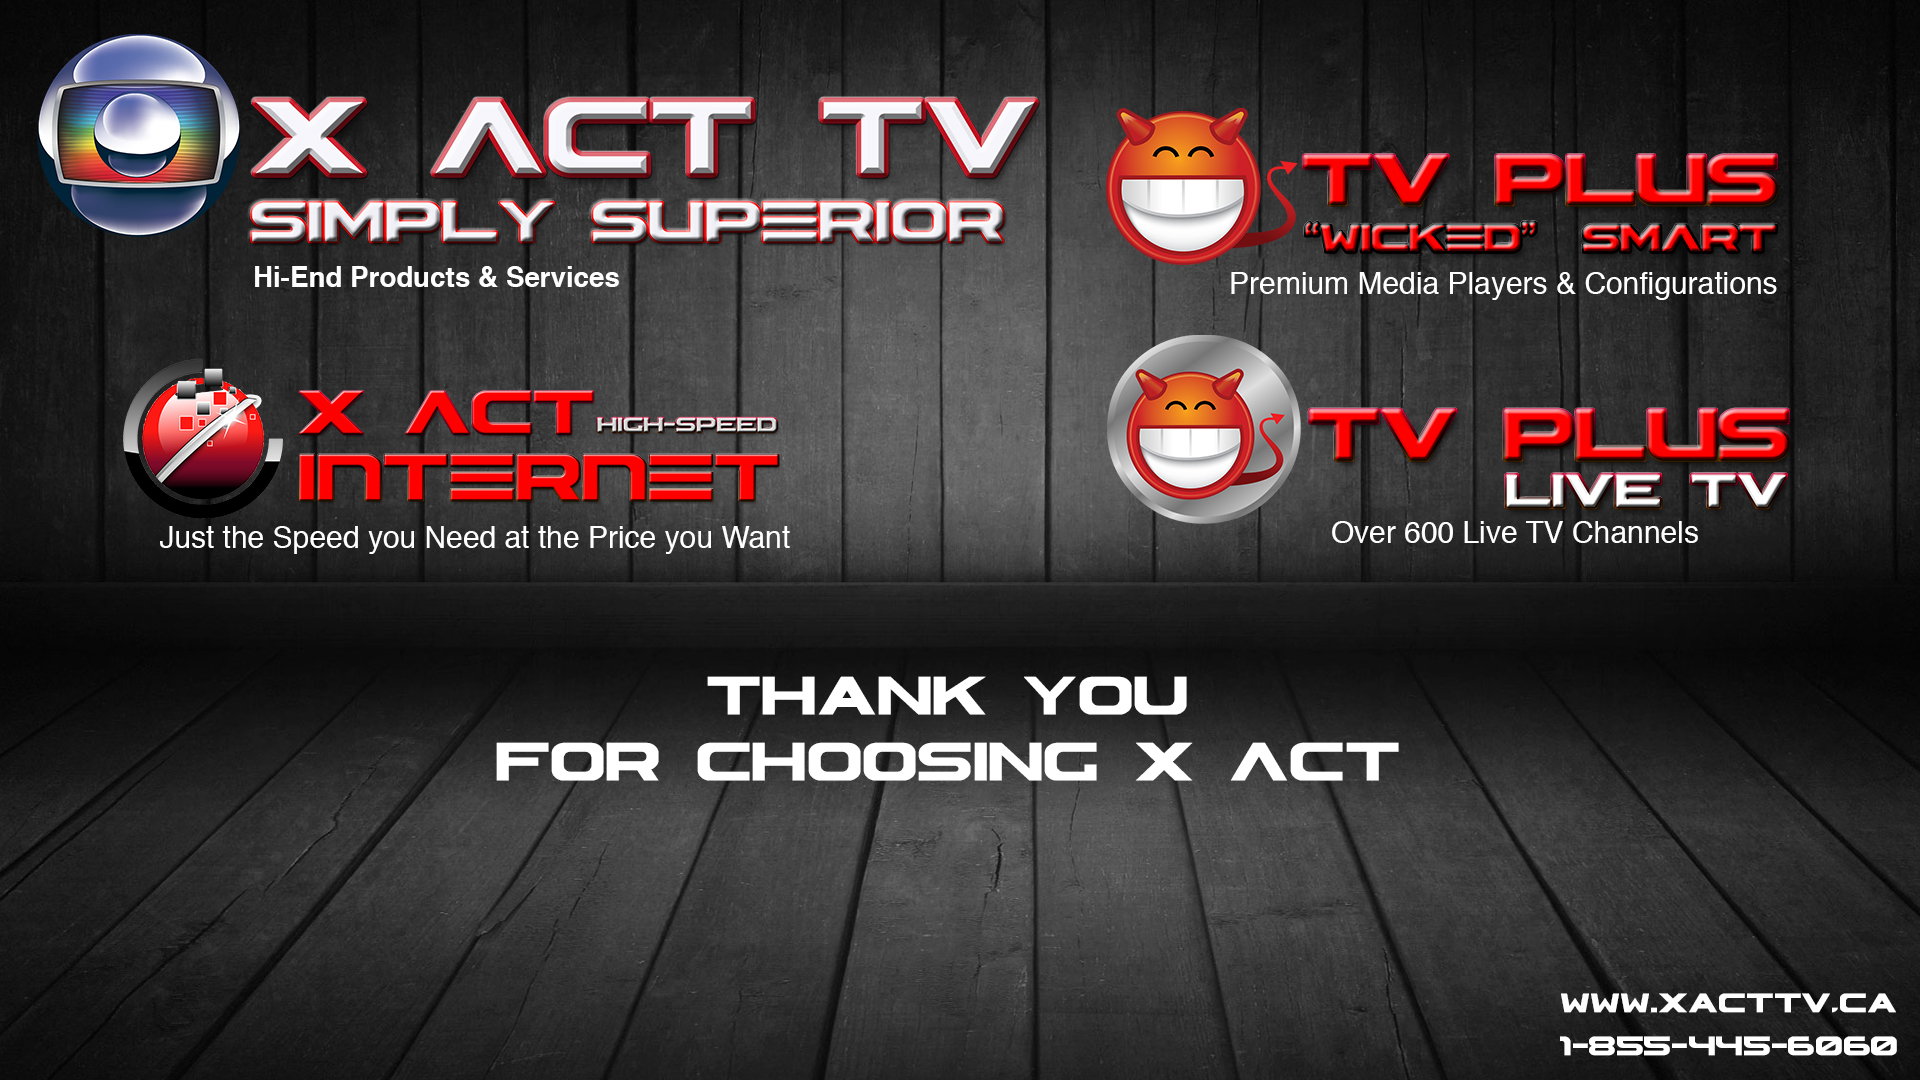 X ACT TV
SIMPLY SUPERIOR
Hi-End Products & Services
TV PLUS
“WICKED” SMART
Premium Media Players & Configurations
X ACT HIGH-SPEED
INTERNET
Just the Speed you Need at the Price you Want
TV PLUS
LIVE TV
Over 600 Live TV Channels
THANK YOU
FOR CHOOSING X ACT
WWW.XACTTV.CA
1-855-445-6060